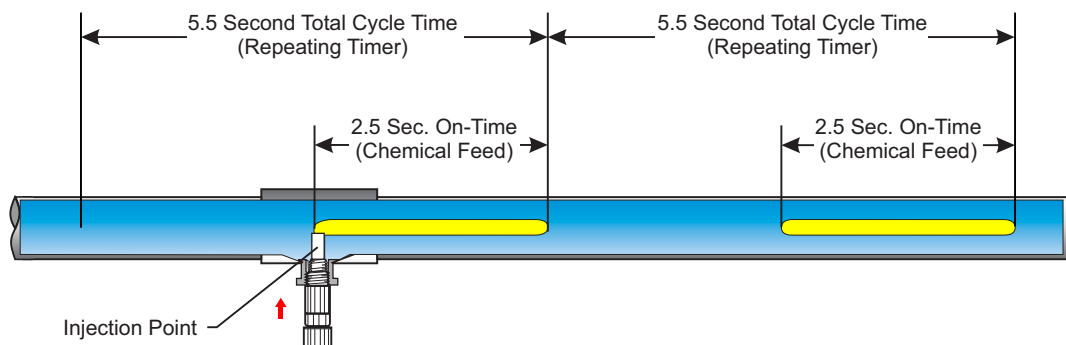 5.5 Second Total Cycle Time
(Repeating Timer)
5.5 Second Total Cycle Time
(Repeating Timer)
2.5 Sec. On-Time
(Chemical Feed)
2.5 Sec. On-Time
(Chemical Feed)
Injection Point